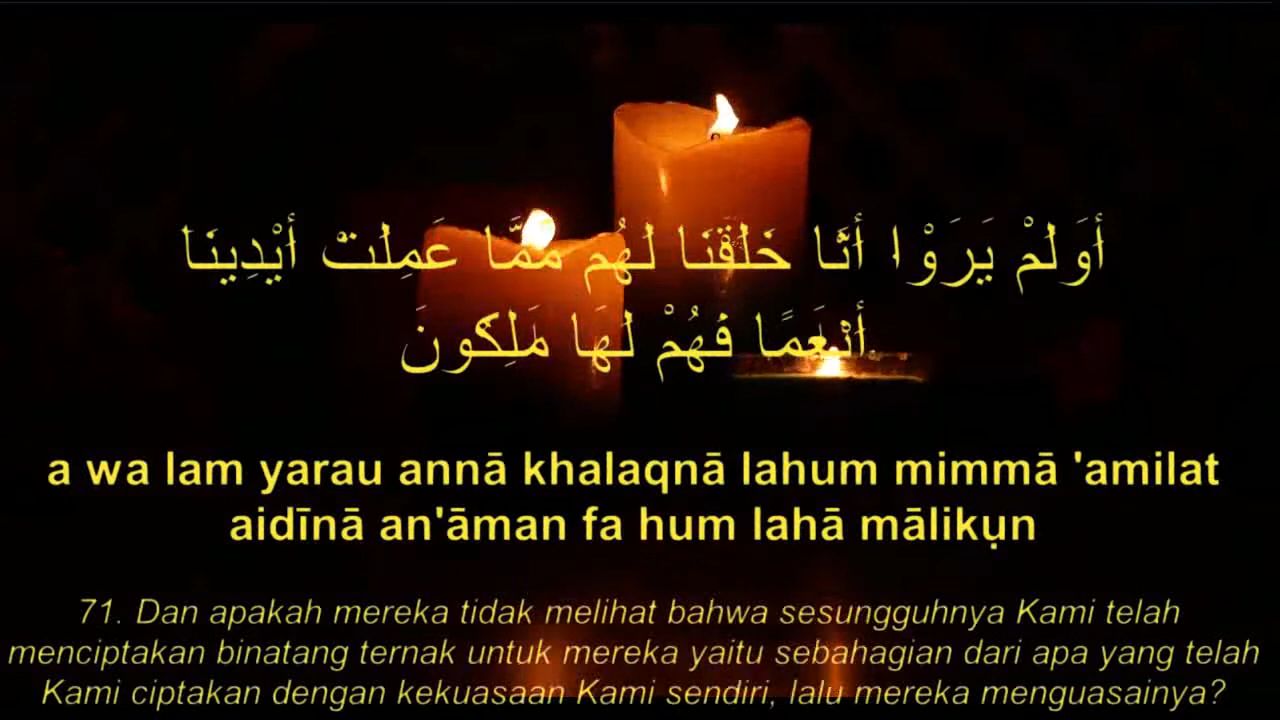 أَوَلَمْ يَرَوْا أَنَّا خَلَقْنَا لَهُم مِّمَّا عَمِلَتْ أَيْدِينَا
أَنْعَمًا فَهُمْ لَهَا مَلِكُونَ
a wa lam yarau annā khalaqnā lahum mimmā 'amilat
aidīnā an'āman fa hum lahā mālikụn
71. Dan apakah mereka tidak melihat bahwa sesungguhnya Kami telah
menciptakan binatang ternak untuk mereka yaitu sebahagian dari apa yang telah
Kami ciptakan dengan kekuasaan Kami sendiri, lalu mereka menguasainya?